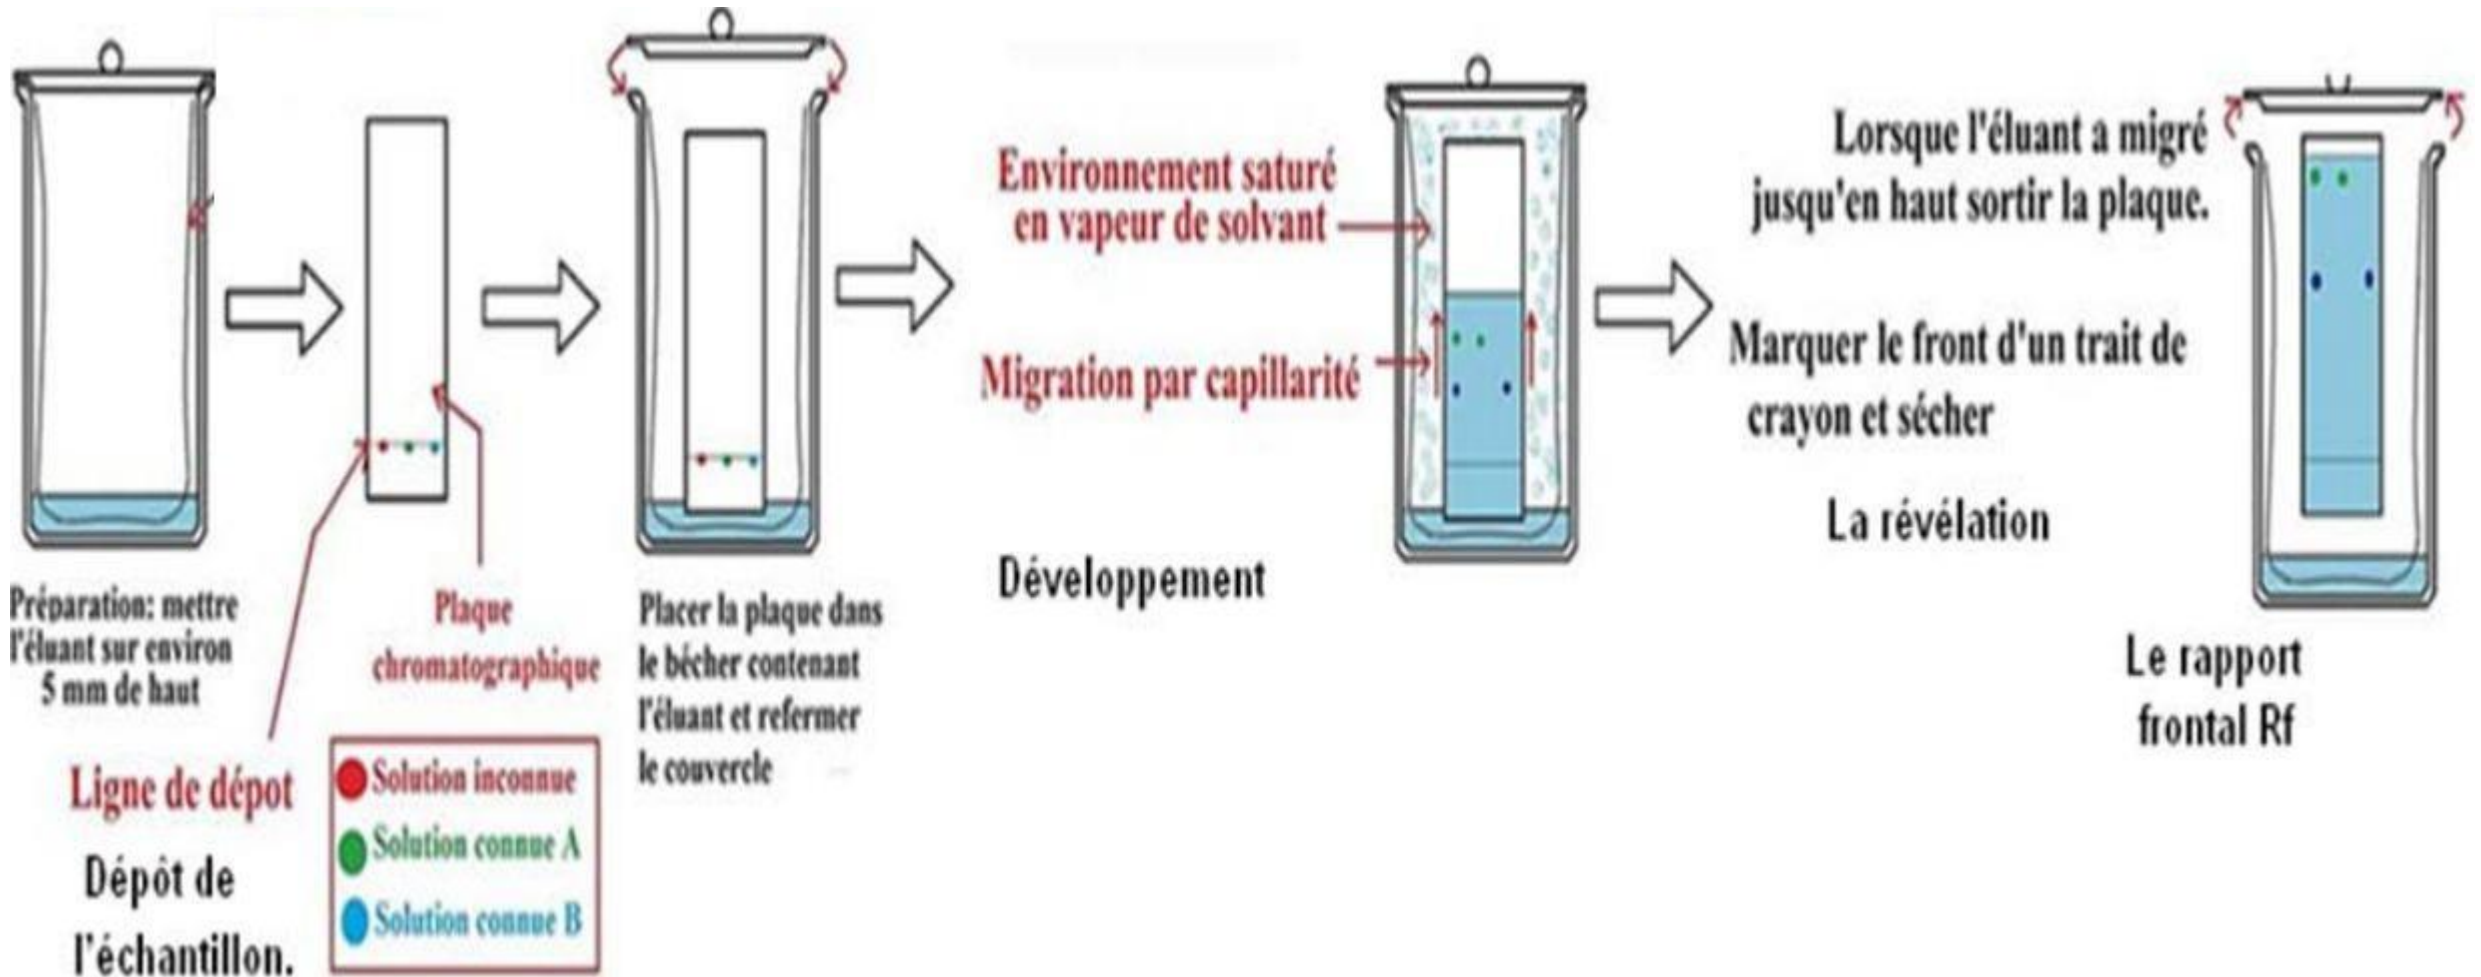 Préparation: mettre
l'éluant sur environ
5 mm de haut
Ligne de dépot
Dépôt de
l'échantillon.
Plaque
chromatographique
Solution inconnue
Solution connue A
Solution connue B
Placer la plaque dans
le bécher contenant
l'éluant et refermer
le couvercle
Environnement saturé
en vapeur de solvant
Migration par capillarité
Développement
Lorsque l'éluant a migré
jusqu'en haut sortir la plaque.
Marquer le front d'un trait de
crayon et sécher
La révélation
Le rapport
frontal Rf